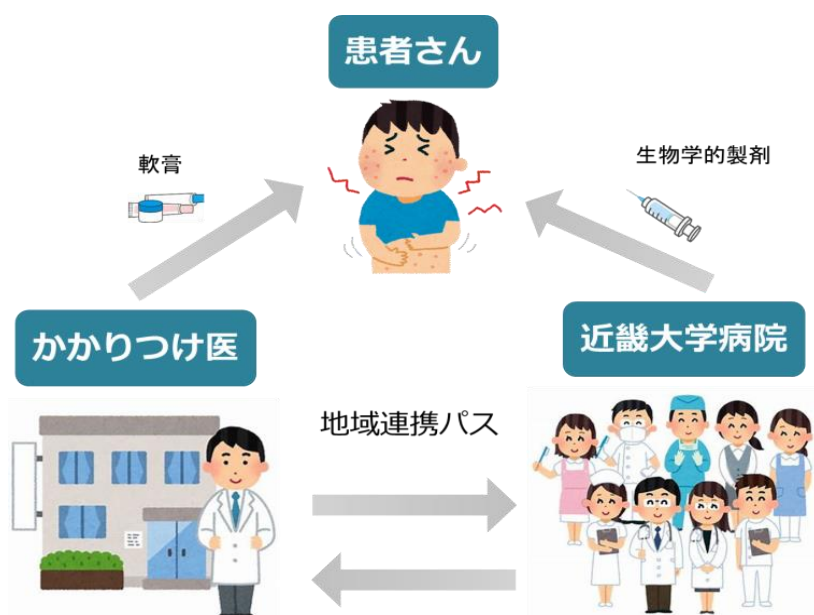 患者さん
軟膏
生物学的製剤
かかりつけ医
近畿大学病院
地域連携パス